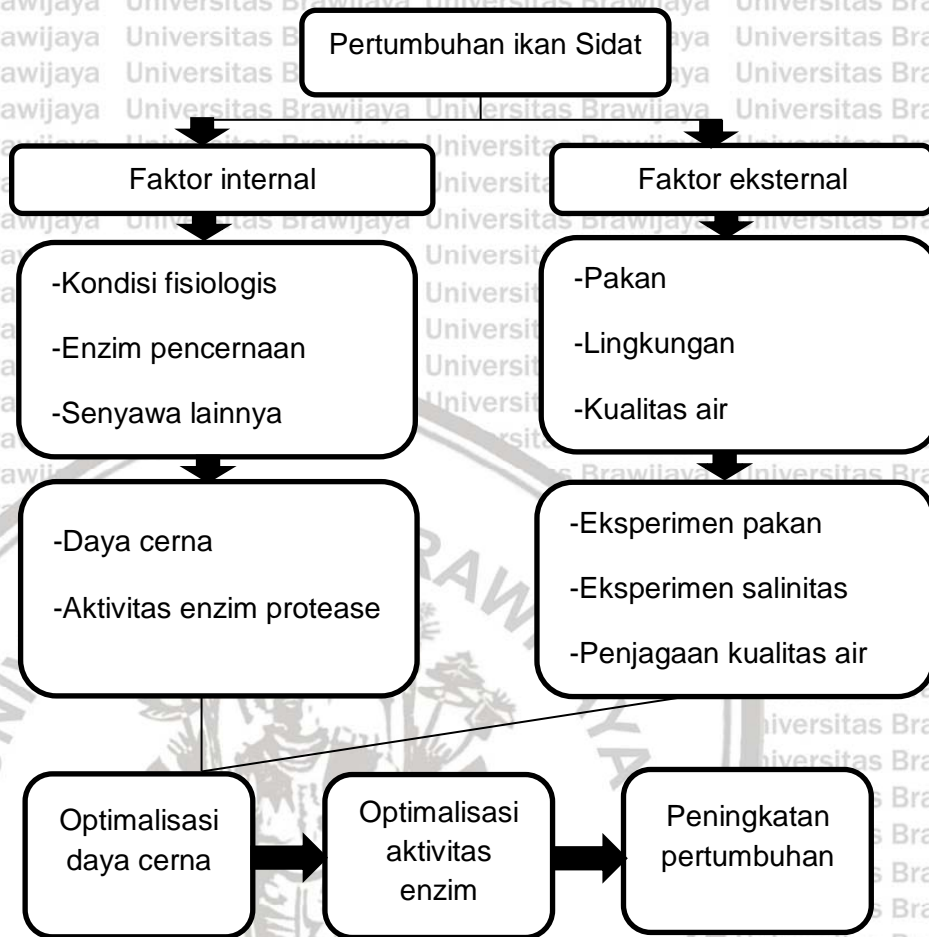 Pertumbuhan ikan Sidat
Faktor internal
Faktor eksternal
-Kondisi fisiologis
-Enzim pencernaan
-Senyawa lainnya
-Pakan
-Lingkungan
-Kualitas air
-Daya cerna
-Aktivitas enzim protease
-Eksperimen pakan
-Eksperimen salinitas
-Penjagaan kualitas air
Optimalisasi
daya cerna
Optimalisasi
aktivitas
enzim
Peningkatan
pertumbuhan